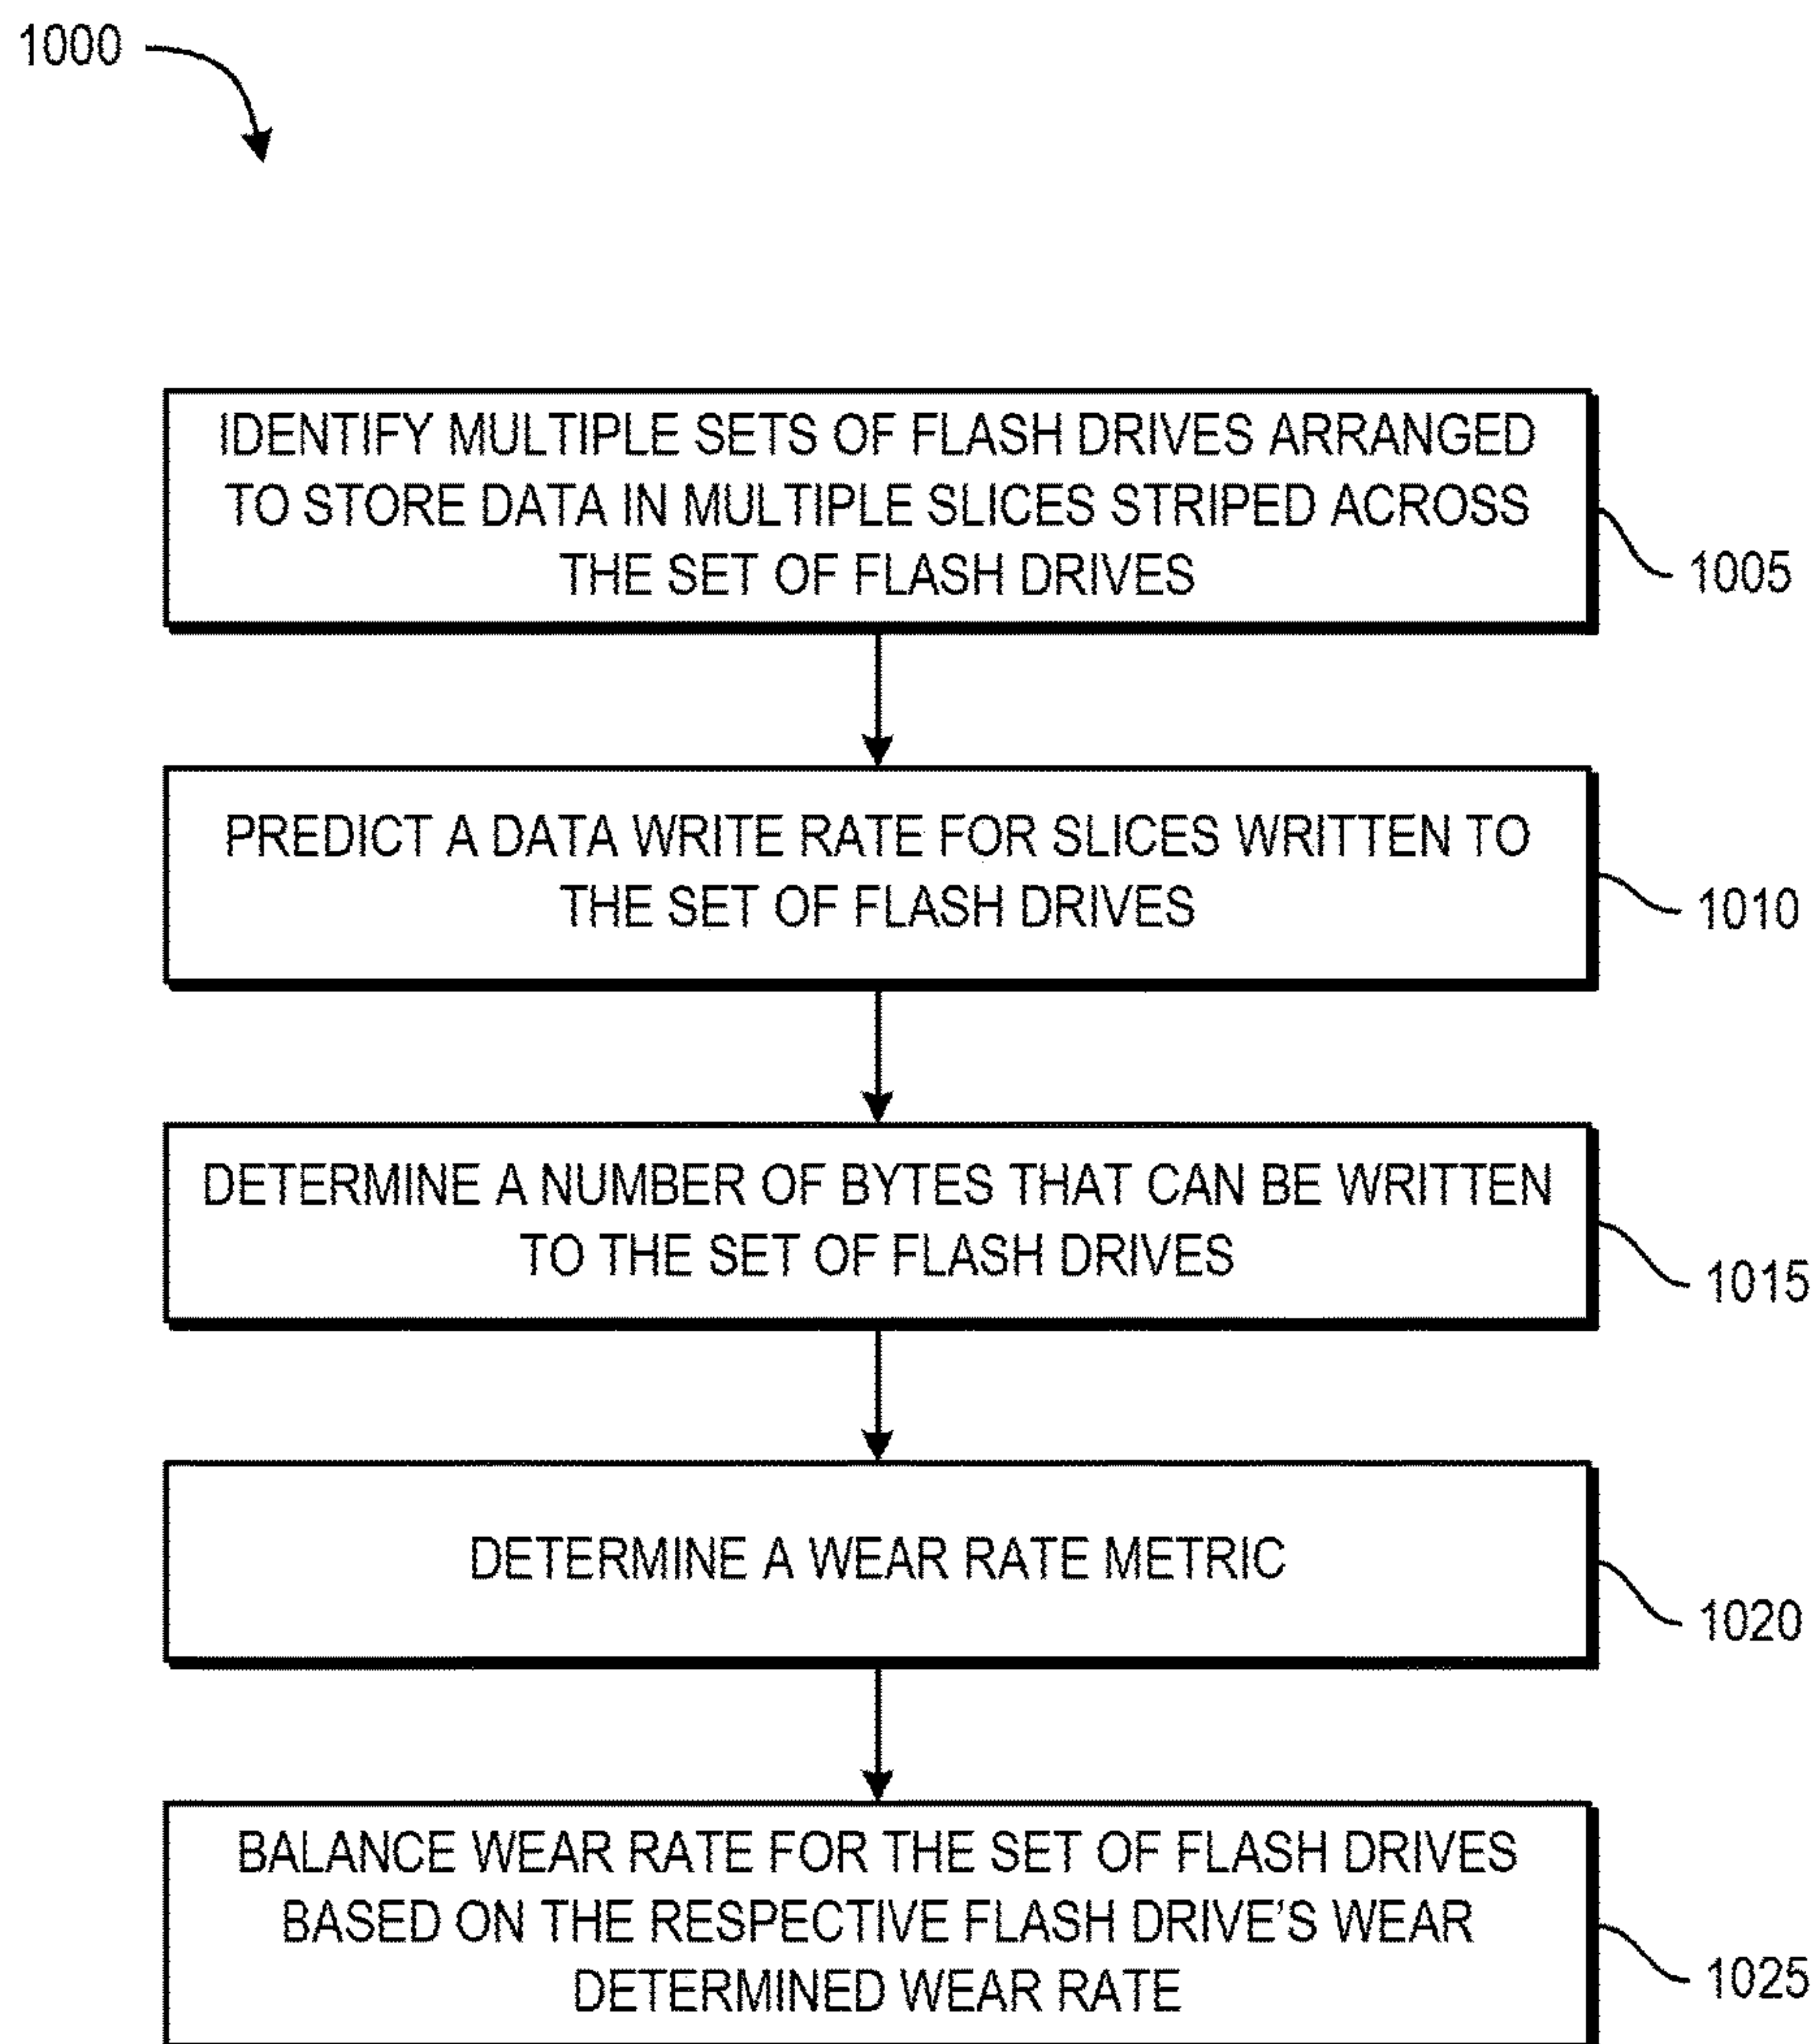 1000
IDENTIFY MULTIPLE SETS OF FLASH DRIVES ARRANGED
TO STORE DATA IN MULTIPLE SLICES STRIPED ACROSS
THE SET OF FLASH DRIVES
1005
PREDICT A DATA WRITE RATE FOR SLICES WRITTEN TO
THE SET OF FLASH DRIVES
1010
DETERMINE A NUMBER OF BYTES THAT CAN BE WRITTEN
TO THE SET OF FLASH DRIVES
1015
DETERMINE A WEAR RATE METRIC
1020
BALANCE WEAR RATE FOR THE SET OF FLASH DRIVES
BASED ON THE RESPECTIVE FLASH DRIVE'S WEAR
DETERMINED WEAR RATE
1025